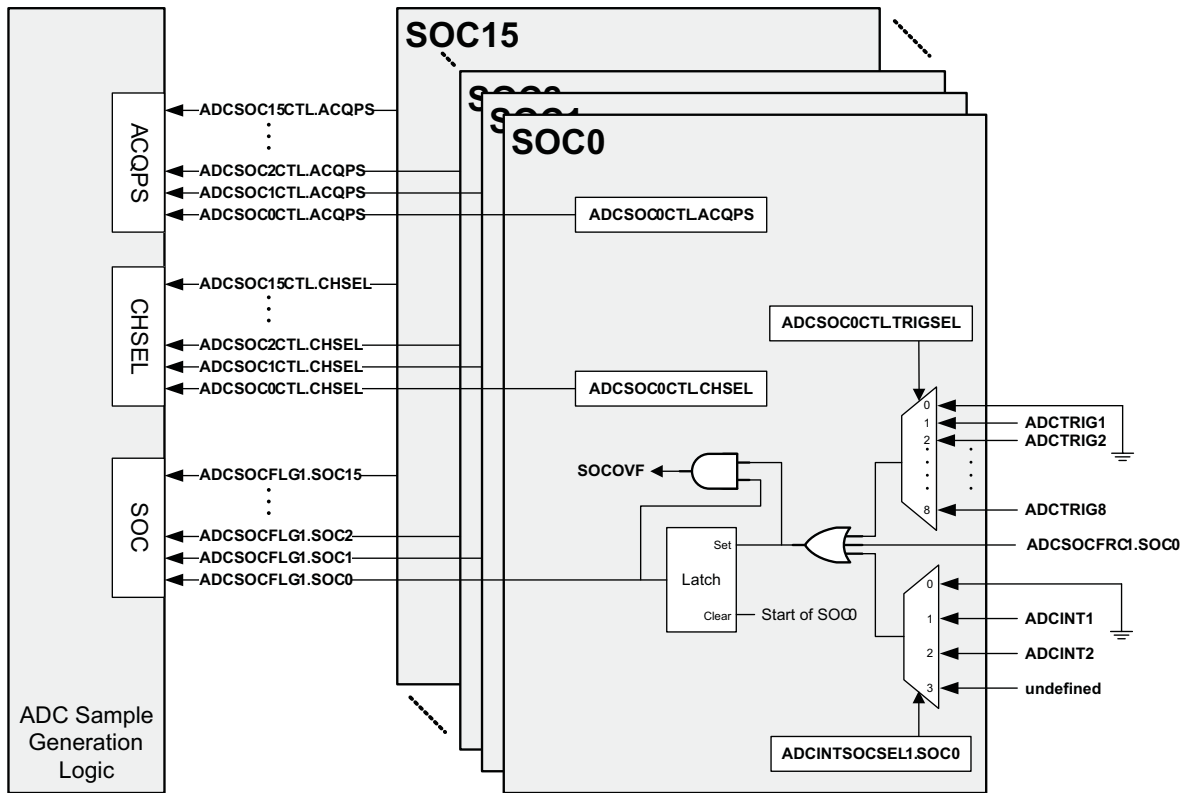 SOC15
SOC2
SOC1
SOC0
ACQPS
ADCSOC15CTL.ACQPS
ADCSOC2CTL.ACQPS
ADCSOC1CTL.ACQPS
ADCSOC0CTL.ACQPS
ADCSOC0CTL.ACQPS
CHSEL
ADCSOC15CTL.CHSEL
ADCSOC2CTL.CHSEL
ADCSOC1CTL.CHSEL
ADCSOC0CTL.CHSEL
ADCSOC0CTL.CHSEL
ADCSOC0CTL.TRIGSEL
0
1
2
8
ADCTRIG1
ADCTRIG2
ADCTRIG8
SOC
ADCSOCFLG1.SOC15
ADCSOCFLG1.SOC2
ADCSOCFLG1.SOC1
ADCSOCFLG1.SOC0
SOCOVF
Set
Latch
Clear
Start of SOC0
ADCSOCFRC1.SOC0
0
1
2
3
ADCINT1
ADCINT2
undefined
ADCINTSOCSEL1.SOC0
ADC Sample
Generation
Logic